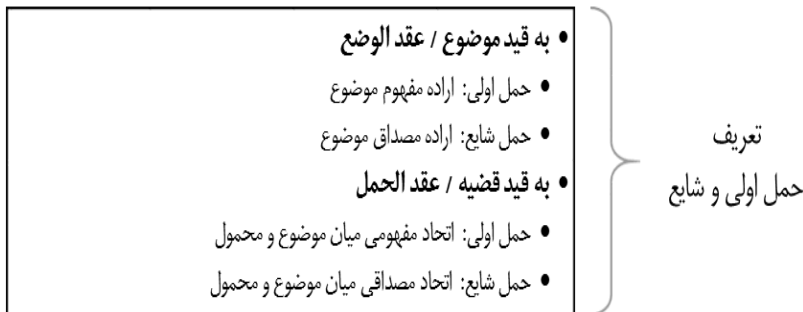 تعریف
حمل اولی و شایع
• به قید موضوع / عقد الوضع
• حمل اولی: اراده مفهوم موضوع
• حمل شایع: اراده مصداق موضوع
• به قید قضیه / عقد الحمل
• حمل اولی: اتحاد مفهومی میان موضوع و محمول
• حمل شایع: اتحاد مصداقی میان موضوع و محمول